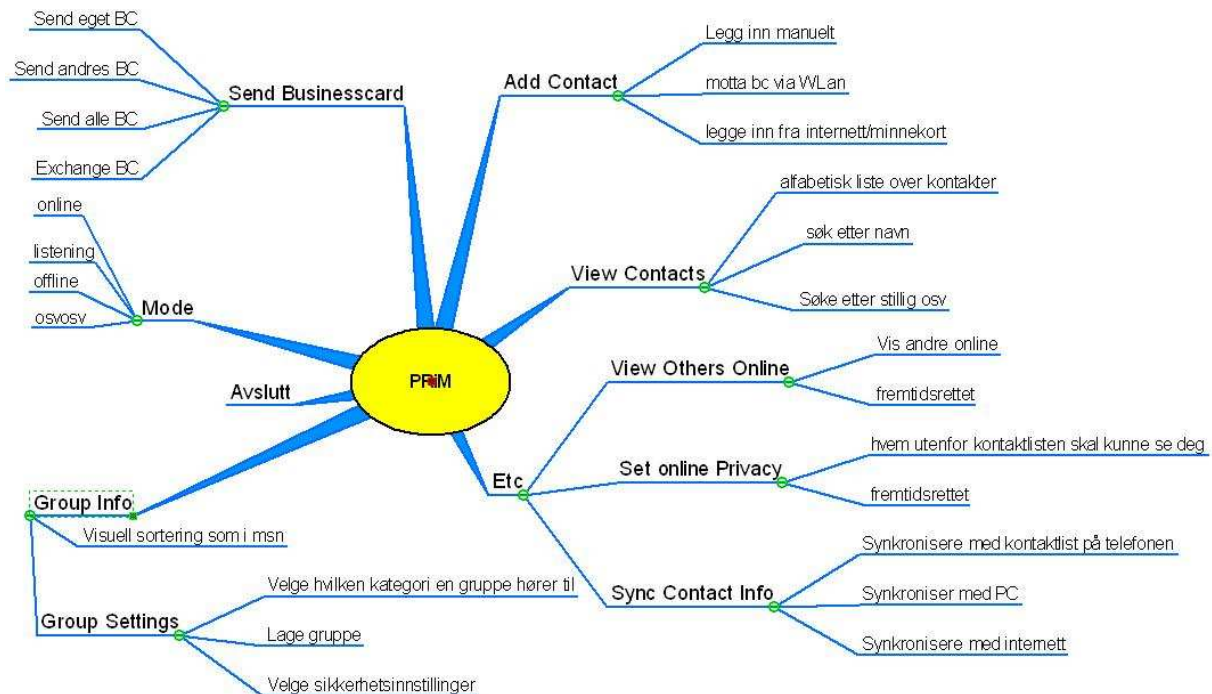 Send eget BC
Send andres BC
Send alle BC
Exchange BC
Send Businesscard
Legg inn manuelt
motta bc via WLan
legge inn fra internett/minnekort
Add Contact
online
listening
offline
osvosv
Mode
alfabetisk liste over kontakter
søk etter navn
Søke etter stillig osv
View Contacts
PRiM
Avslutt
View Others Online
Vis andre online
fremtidsrettet
Etc
Set online Privacy
hvem utenfor kontaktlisten skal kunne se deg
fremtidsrettet
Sync Contact Info
Synkronisere med kontaktlist på telefonen
Synkroniser med PC
Synkronisere med internett
Group Info
Visuell sortering som i msn
Group Settings
Velge hvilken kategori en gruppe hører til
Lage gruppe
Velge sikkerhetsinnstillinger